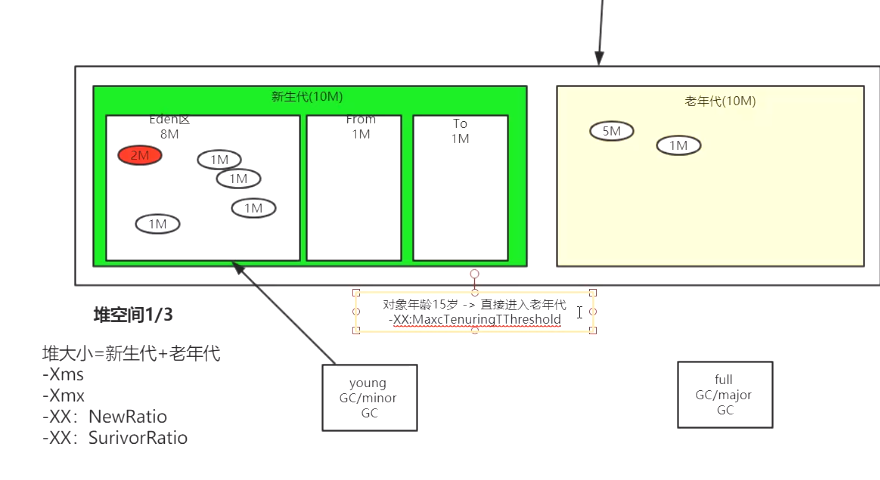 新生代(10M)
Eden区
8M
From
1M
To
1M
老年代(10M)
2M
1M
1M
1M
1M
5M
1M
对象年龄15岁 -> 直接进入老年代
-XX:MaxcTenuringTThreshold
堆空间1/3
堆大小=新生代+老年代
-Xms
-Xmx
-XX：NewRatio
-XX：SurivorRatio
young
GC/minor
GC
full
GC/major
GC